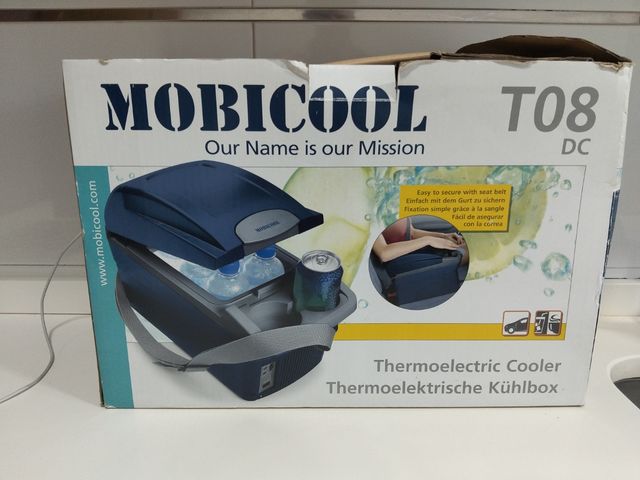 MOBICOOL
Our Name is our Mission
T08
DC
www.mobicool.com
Easy to secure with seat belt
Einfach mit dem Gurt zu sichern
Fixation simple grâce à la sangle
Fácil de asegurar
con la correa
MOBICOOL
Thermoelectric Cooler
Thermoelektrische Kühlbox